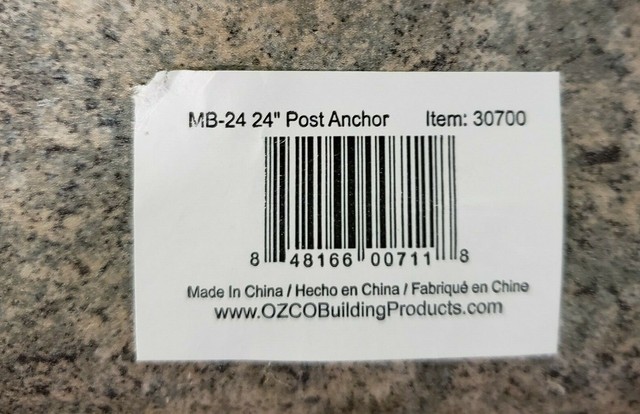 MB-24 24" Post Anchor Item: 30700
8 48166 00711 8
Made In China / Hecho en China / Fabriqué en Chine
www.OZCOBuildingProducts.com